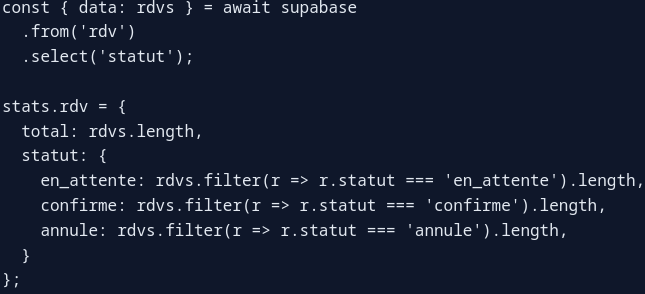 const { data: rdvs } = await supabase
  .from('rdv')
  .select('statut');

stats.rdv = {
  total: rdvs.length,
  statut: {
    en_attente: rdvs.filter(r => r.statut === 'en_attente').length,
    confirme: rdvs.filter(r => r.statut === 'confirme').length,
    annule: rdvs.filter(r => r.statut === 'annule').length,
  }
};